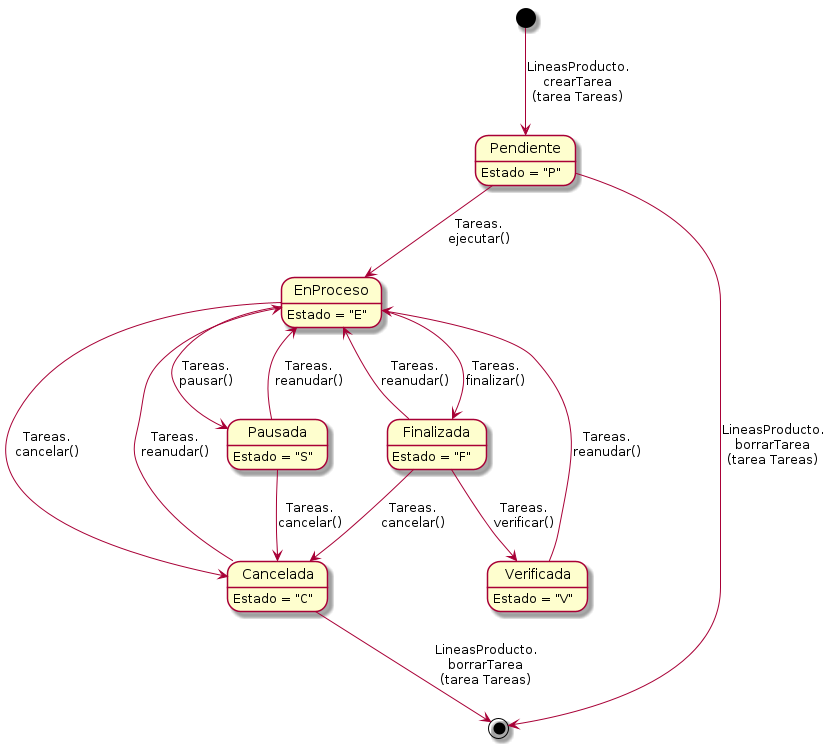 LineasProducto.
crearTarea
(tarea Tareas)
Pendiente
Estado = "P"
Tareas.
ejecutar()
EnProceso
Estado = "E"
Tareas.
pausar()
Tareas.
reanudar()
Tareas.
reanudar()
Tareas.
finalizar()
Tareas.
cancelar()
Tareas.
reanudar()
Pausada
Estado = "S"
Finalizada
Estado = "F"
Tareas.
reanudar()
LineasProducto.
borrarTarea
(tarea Tareas)
Tareas.
cancelar()
Tareas.
cancelar()
Tareas.
verificar()
Cancelada
Estado = "C"
Verificada
Estado = "V"
LineasProducto.
borrarTarea
(tarea Tareas)